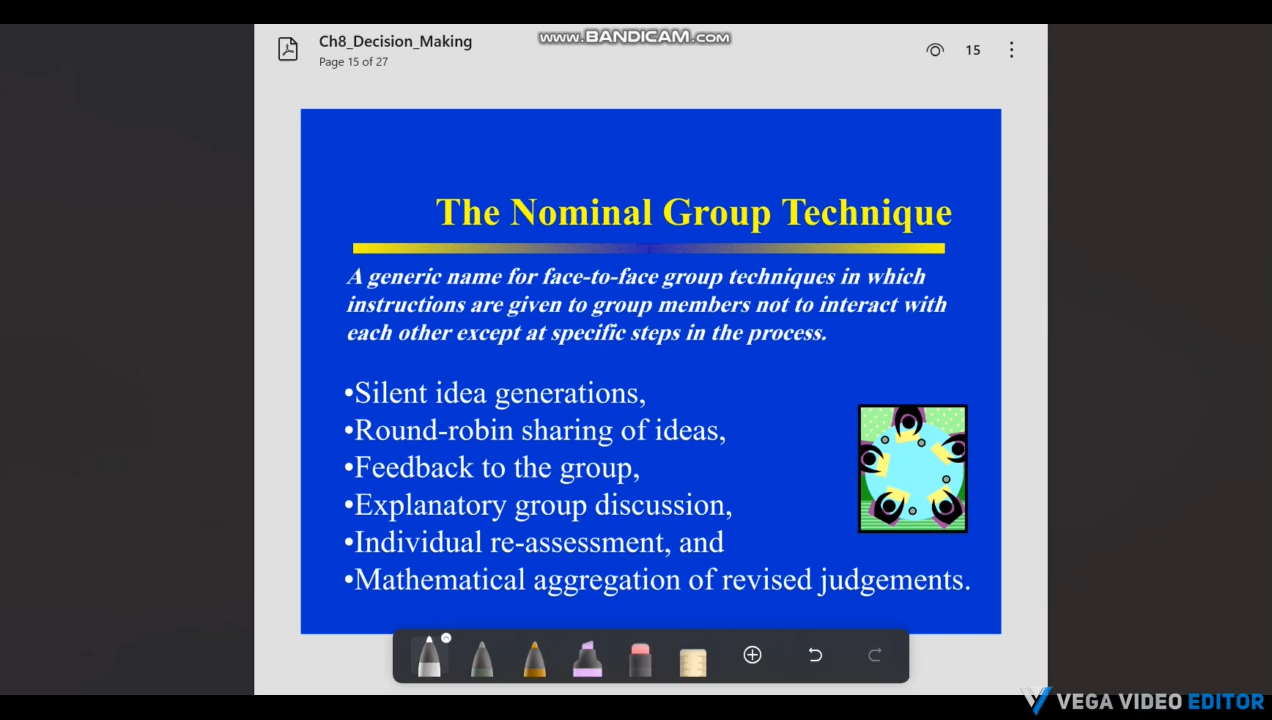 Ch8_Decision_Making
www.BANDICAM.com
Page 15 of 27
15
The Nominal Group Technique
A generic name for face-to-face group techniques in which
instructions are given to group members not to interact with
each other except at specific steps in the process.
•Silent idea generations,
•Round-robin sharing of ideas,
•Feedback to the group,
•Explanatory group discussion,
•Individual re-assessment, and
•Mathematical aggregation of revised judgements.
VEGA VIDEO EDITOR